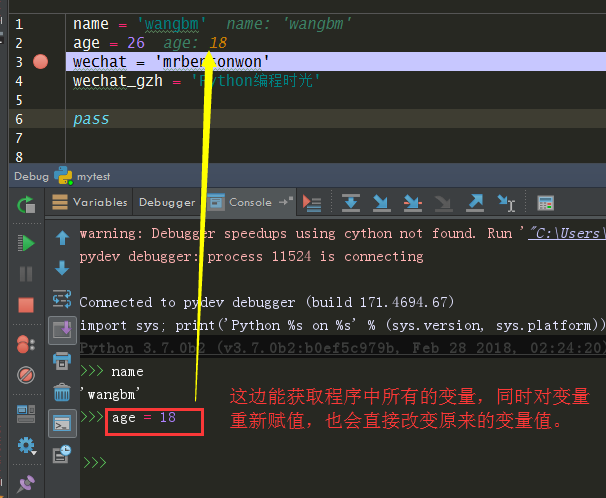 1 name = 'wangbm' name: 'wangbm'
2 age = 26 age: 18
3 wechat = 'mrbensonwon'
4 wechat_gzh = 'Python编程时光'
5
6 pass
7
8
Debug mytest
Variables Debugger Console
warning: Debugger speedups using cython not found. Run '"C:\Users\
pydev debugger: process 11524 is connecting
Connected to pydev debugger (build 171.4694.67)
import sys; print('Python %s on %s' % (sys.version, sys.platform))
Python 3.7.0b2 (v3.7.0b2:b0ef5c979b, Feb 28 2018, 02:24:20)
>>> name
'wangbm'
>>> age = 18
>>>
这边能获取程序中所有的变量，同时对变量
重新赋值，也会直接改变原来的变量值。